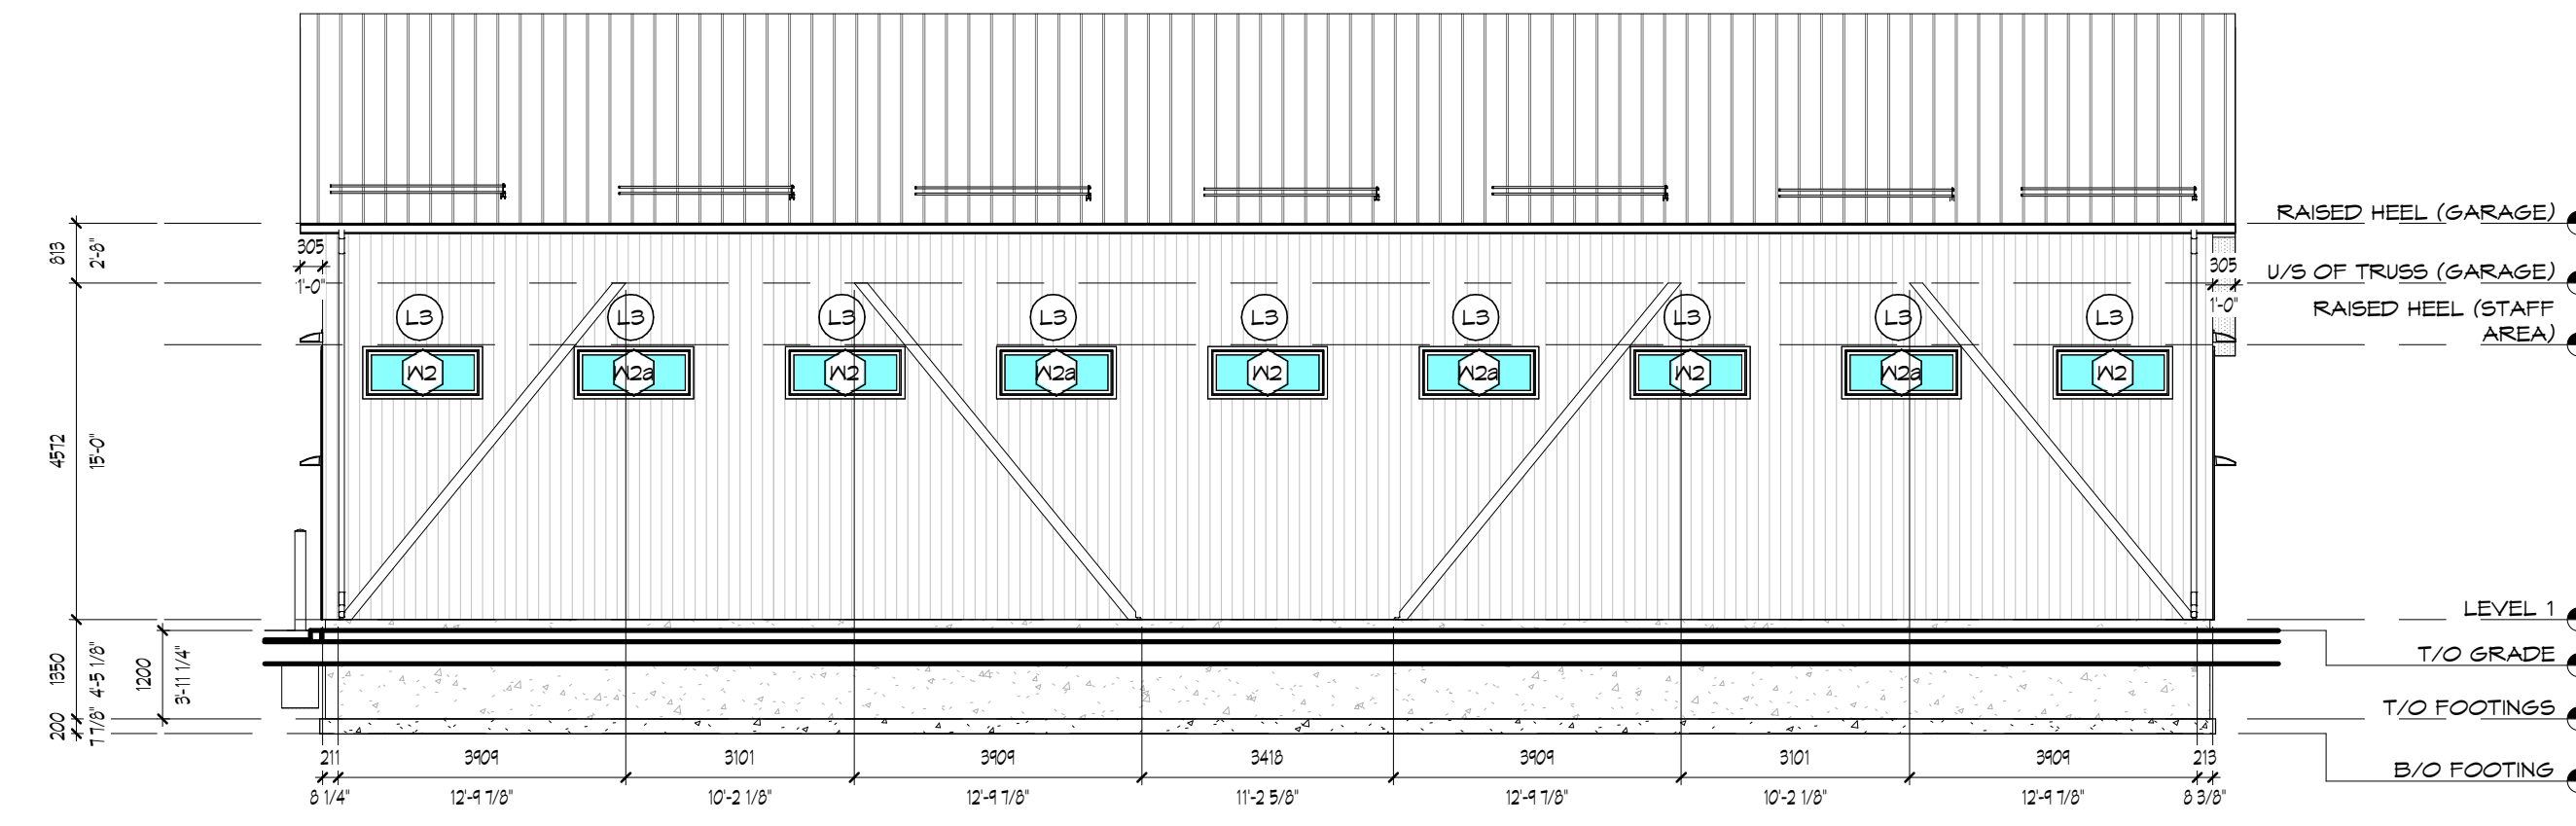 RAISED HEEL (GARAGE)
813
2'-8"
305
1'-0"
305
1'-0"
U/S OF TRUSS (GARAGE)
RAISED HEEL (STAFF
AREA)
L3 L3 L3 L3 L3 L3 L3 L3 L3
W2 W2a W2 W2a W2 W2a W2 W2a W2
4572
15'-0"
LEVEL 1
1350
4'-5 1/8"
1200
3'-11 1/4"
T/O GRADE
200
7 7/8"
T/O FOOTINGS
211 3909 3101 3909 3418 3909 3101 3909 213
8 1/4" 12'-9 7/8" 10'-2 1/8" 12'-9 7/8" 11'-2 5/8" 12'-9 7/8" 10'-2 1/8" 12'-9 7/8" 8 3/8"
B/O FOOTING